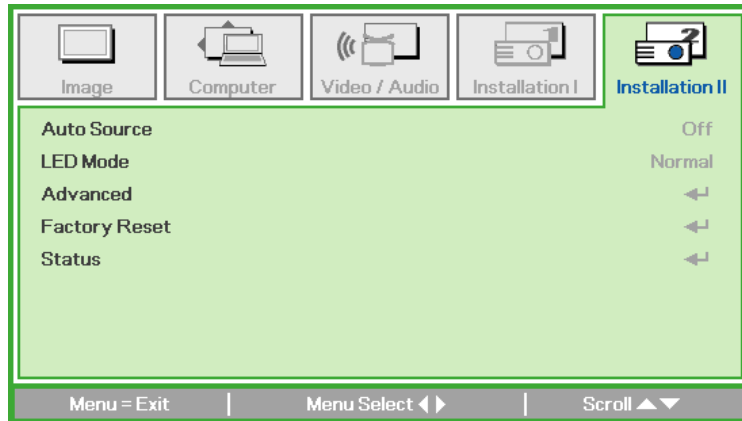 Image Computer Video / Audio Installation I Installation II
Auto Source Off
LED Mode Normal
Advanced
Factory Reset
Status
Menu = Exit Menu Select Scroll